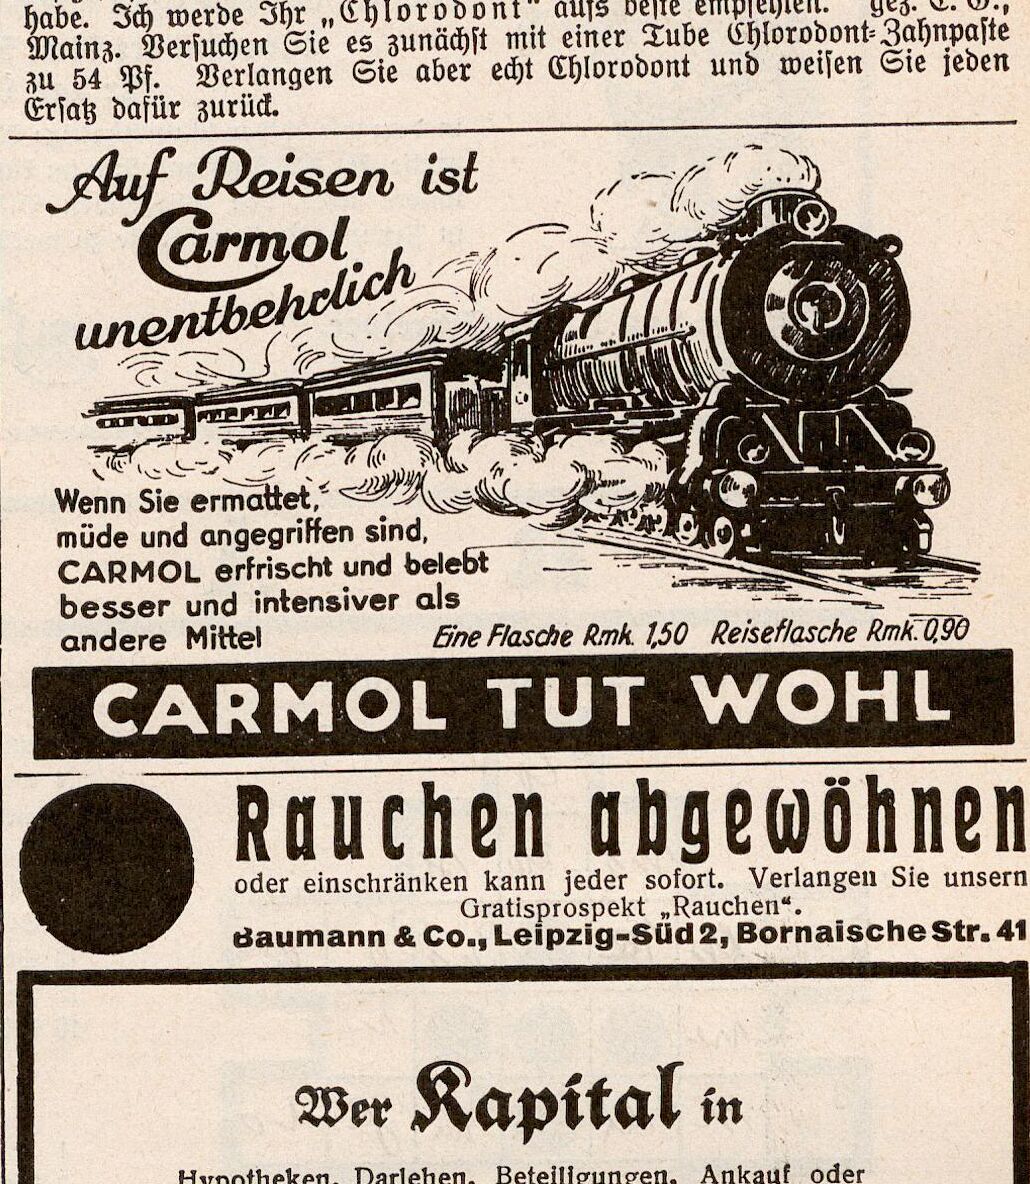 habe. Ich werde Ihr „Chlorodont“ aufs beste empfehlen. gez. C. G.,
Mainz. Versuchen Sie es zunächst mit einer Tube Chlorodont-Zahnpaste
zu 54 Pf. Verlangen Sie aber echt Chlorodont und weisen Sie jeden
Ersatz dafür zurück.
Auf Reisen ist
Carmol
unentbehrlich
Wenn Sie ermattet,
müde und angegriffen sind,
CARMOL erfrischt und belebt
besser und intensiver als
andere Mittel
Eine Flasche Rmk. 1,50 Reiseflasche Rmk. 0,90
CARMOL TUT WOHL
Rauchen abgewöhnen
oder einschränken kann jeder sofort. Verlangen Sie unsern
Gratisprospekt „Rauchen“.
Baumann & Co., Leipzig-Süd 2, Bornaische Str. 41
Wer Kapital in
Hypotheken, Darlehen, Beteiligungen, Ankauf oder